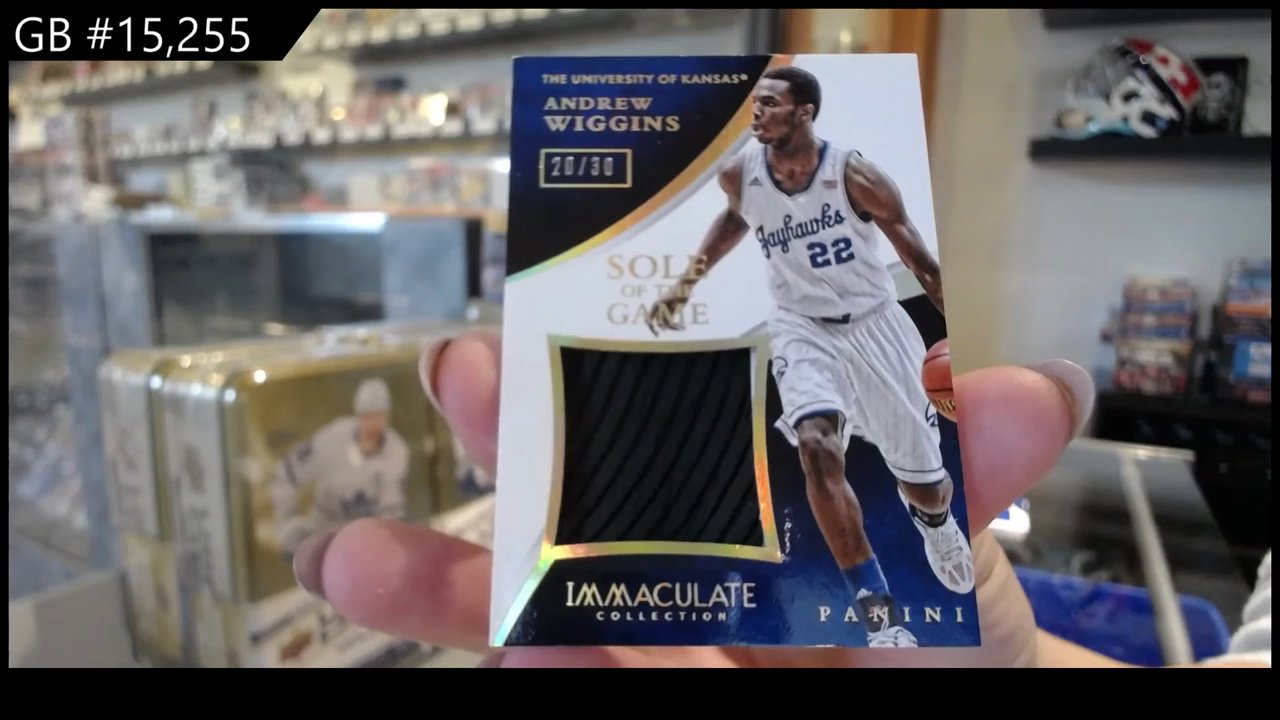 GB #15,255
THE UNIVERSITY OF KANSAS®
ANDREW
WIGGINS
20/30
Jayhawks
22
SOLE
OF THE
GAME
IMMACULATE
COLLECTION
PANINI